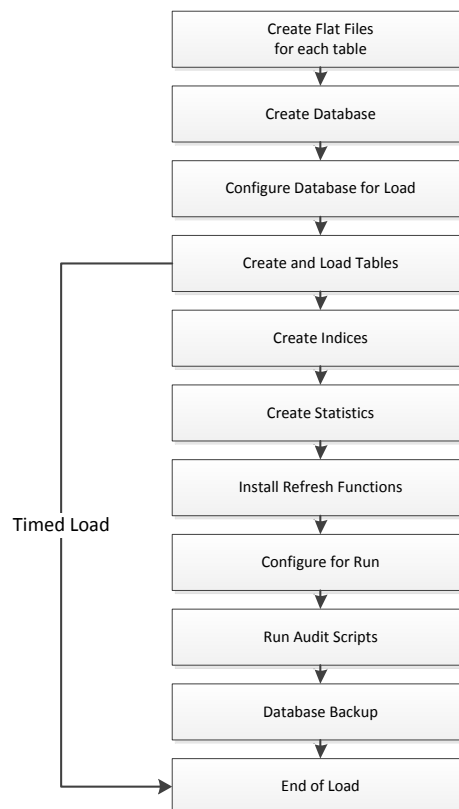 Create Flat Files
for each table
Create Database
Configure Database for Load
Create and Load Tables
Create Indices
Create Statistics
Install Refresh Functions
Timed Load
Configure for Run
Run Audit Scripts
Database Backup
End of Load